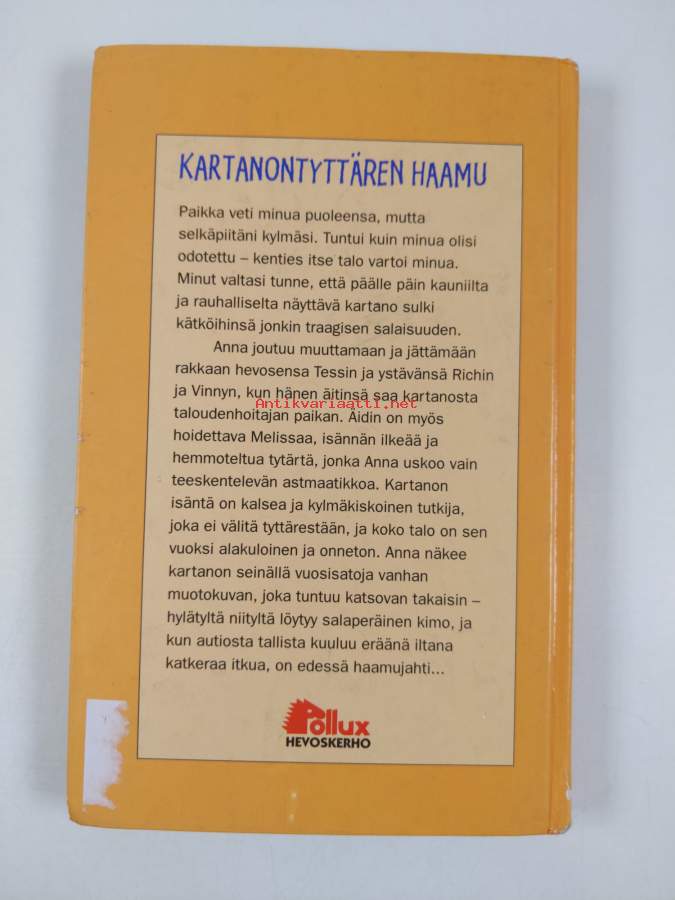 KARTANONTYTTÄREN HAAMU
Paikka veti minua puoleensa, mutta
selkäpiitäni kylmäsi. Tuntui kuin minua olisi
odotettu – kenties itse talo vartoi minua.
Minut valtasi tunne, että päälle päin kauniilta
ja rauhalliselta näyttävä kartano sulki
kätköihinsä jonkin traagisen salaisuuden.
Anna joutuu muuttamaan ja jättämään
rakkaan hevosensa Tessin ja ystävänsä Richin
ja Vinnyn, kun hänen äitinsä saa kartanosta
Antikvariaatti.net
taloudenhoitajan paikan. Äidin on myös
hoidettava Melissaa, isännän ilkeää ja
hemmoteltua tytärtä, jonka Anna uskoo vain
teeskentelevän astmaatikkoa. Kartanon
isäntä on kalsea ja kylmäkiskoinen tutkija,
joka ei välitä tyttärestään, ja koko talo on sen
vuoksi alakuloinen ja onneton. Anna näkee
kartanon seinällä vuosisatoja vanhan
muotokuvan, joka tuntuu katsovan takaisin –
hylätyltä niityltä löytyy salaperäinen kimo, ja
kun autiosta tallista kuuluu eräänä iltana
katkeraa itkua, on edessä haamujahti...
Pollux
HEVOSKERHO